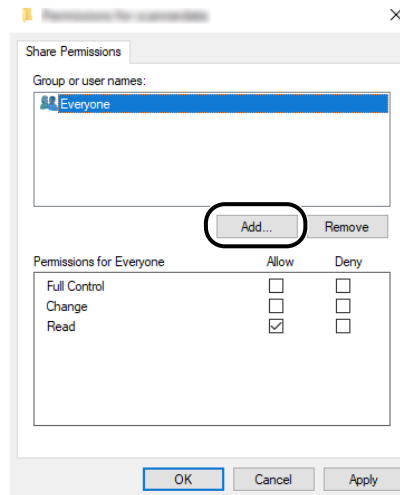 Share Permissions
Group or user names:
Everyone
Add... Remove
Permissions for Everyone Allow Deny
Full Control
Change
Read
OK Cancel Apply